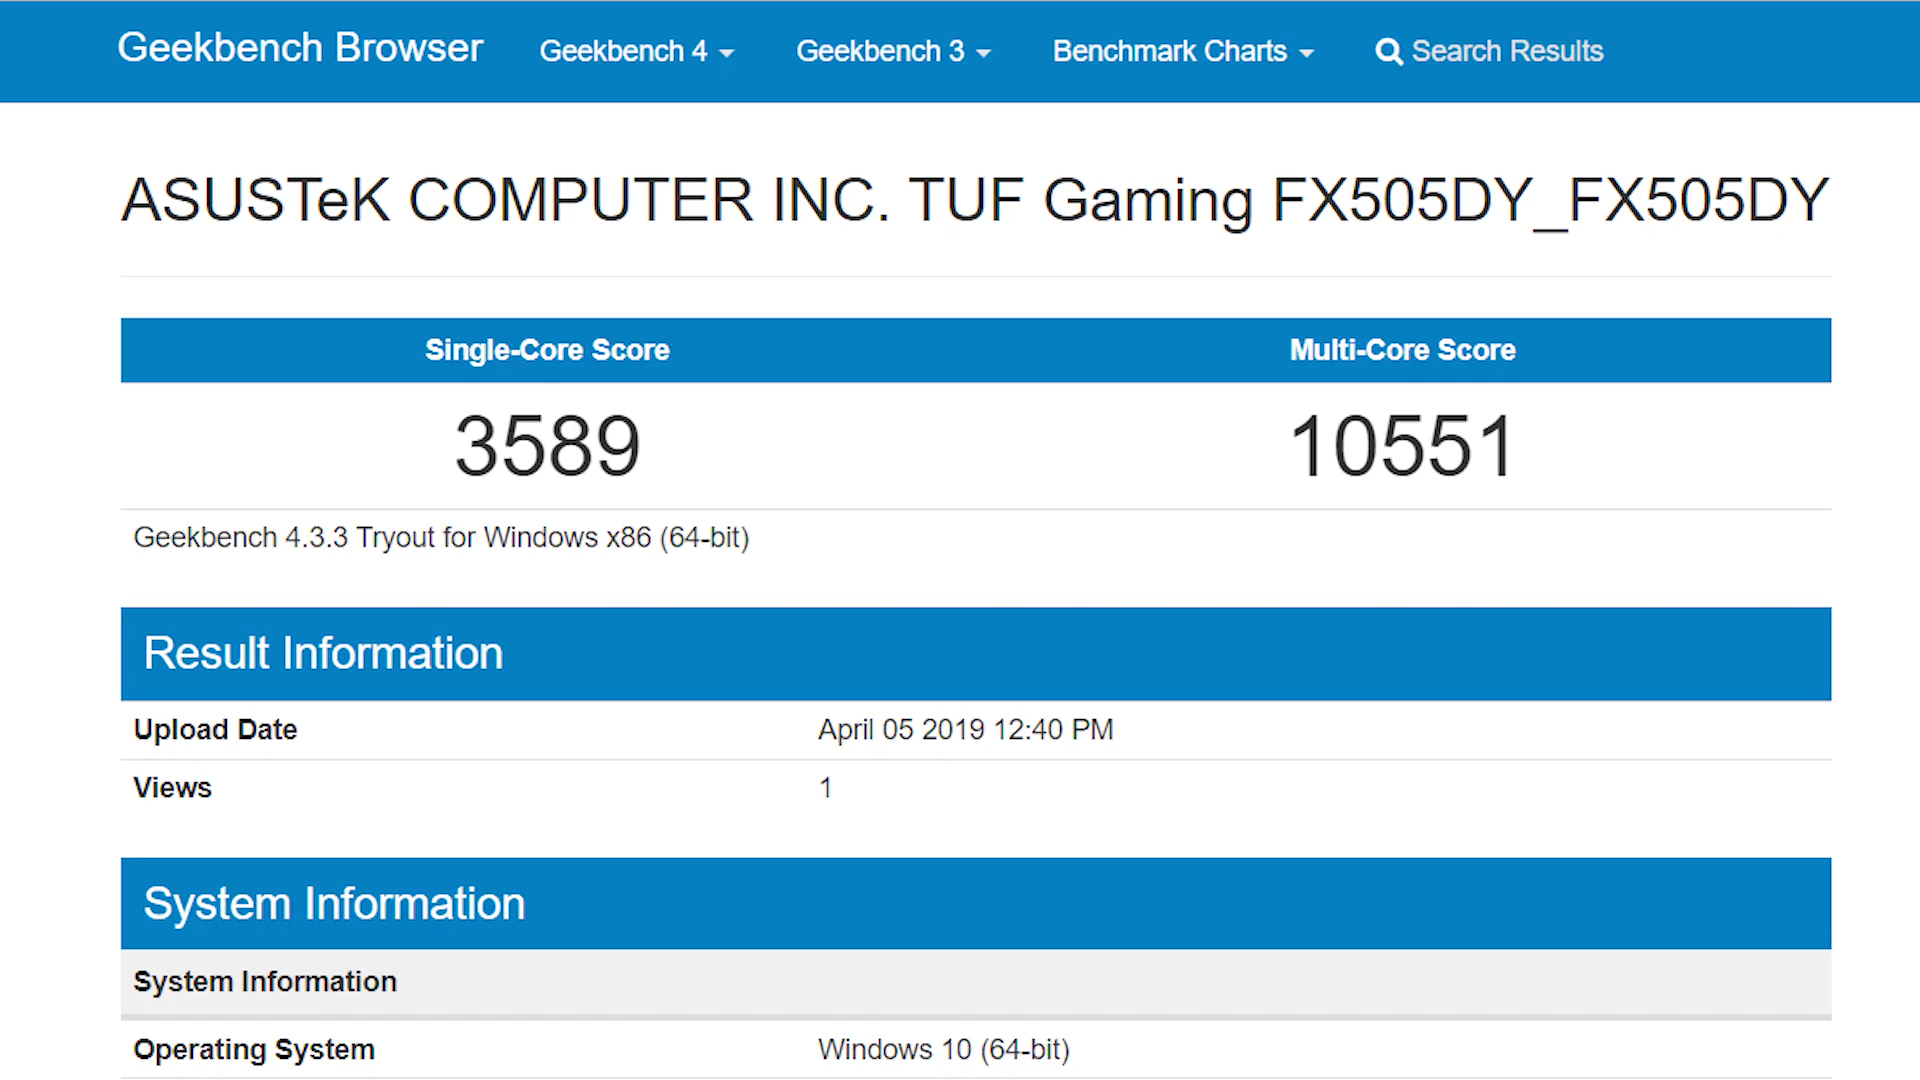 Geekbench Browser Geekbench 4 Geekbench 3 Benchmark Charts Search Results
ASUSTeK COMPUTER INC. TUF Gaming FX505DY_FX505DY
Single-Core Score Multi-Core Score
3589 10551
Geekbench 4.3.3 Tryout for Windows x86 (64-bit)
Result Information
Upload Date April 05 2019 12:40 PM
Views 1
System Information
System Information
Operating System Windows 10 (64-bit)